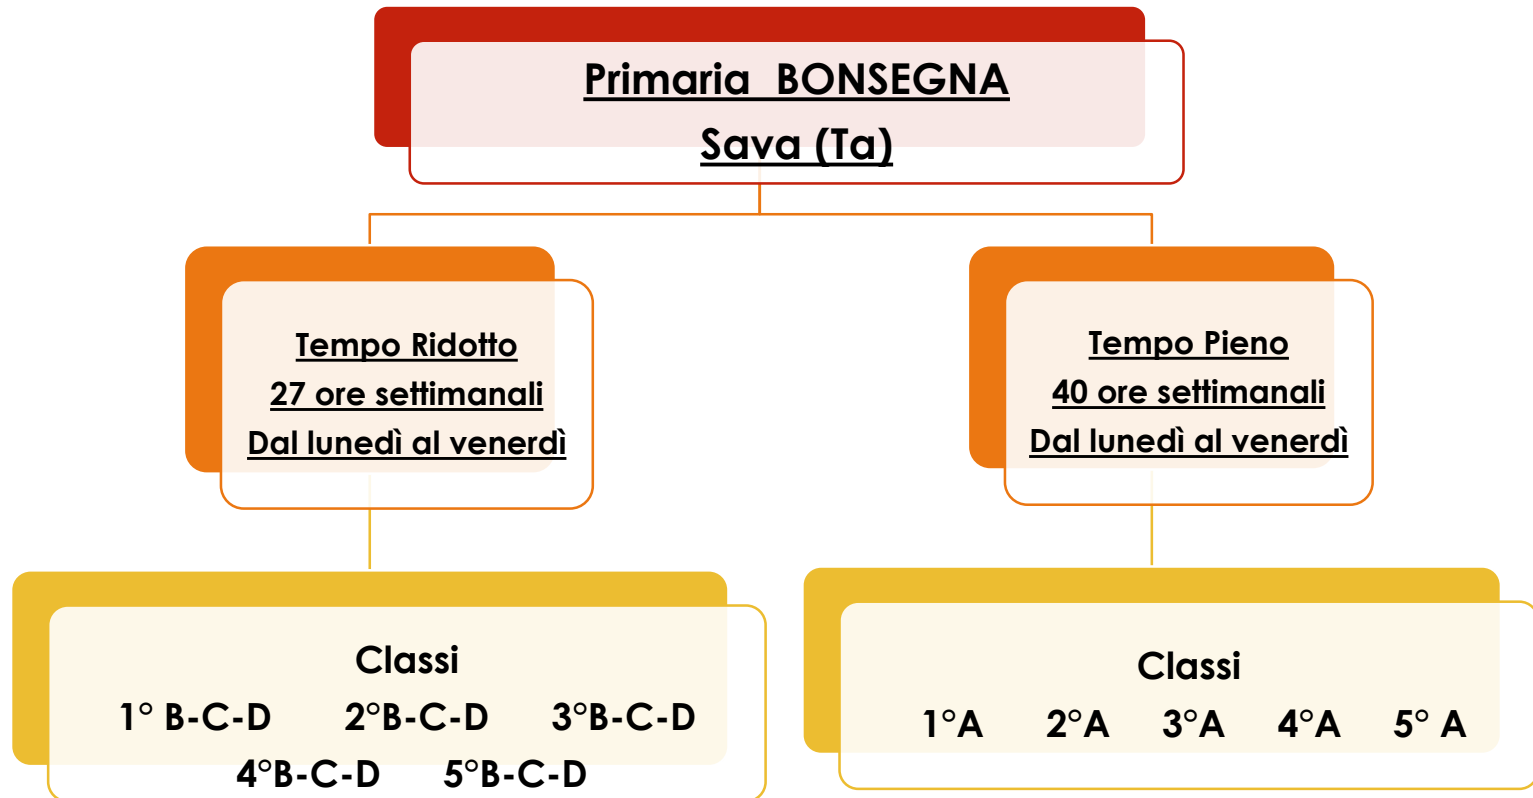 Primaria BONSEGNA
Sava (Ta)
Tempo Ridotto
27 ore settimanali
Dal lunedì al venerdì
Tempo Pieno
40 ore settimanali
Dal lunedì al venerdì
Classi
1° B-C-D 2°B-C-D 3°B-C-D
4°B-C-D 5°B-C-D
Classi
1°A 2°A 3°A 4°A 5° A